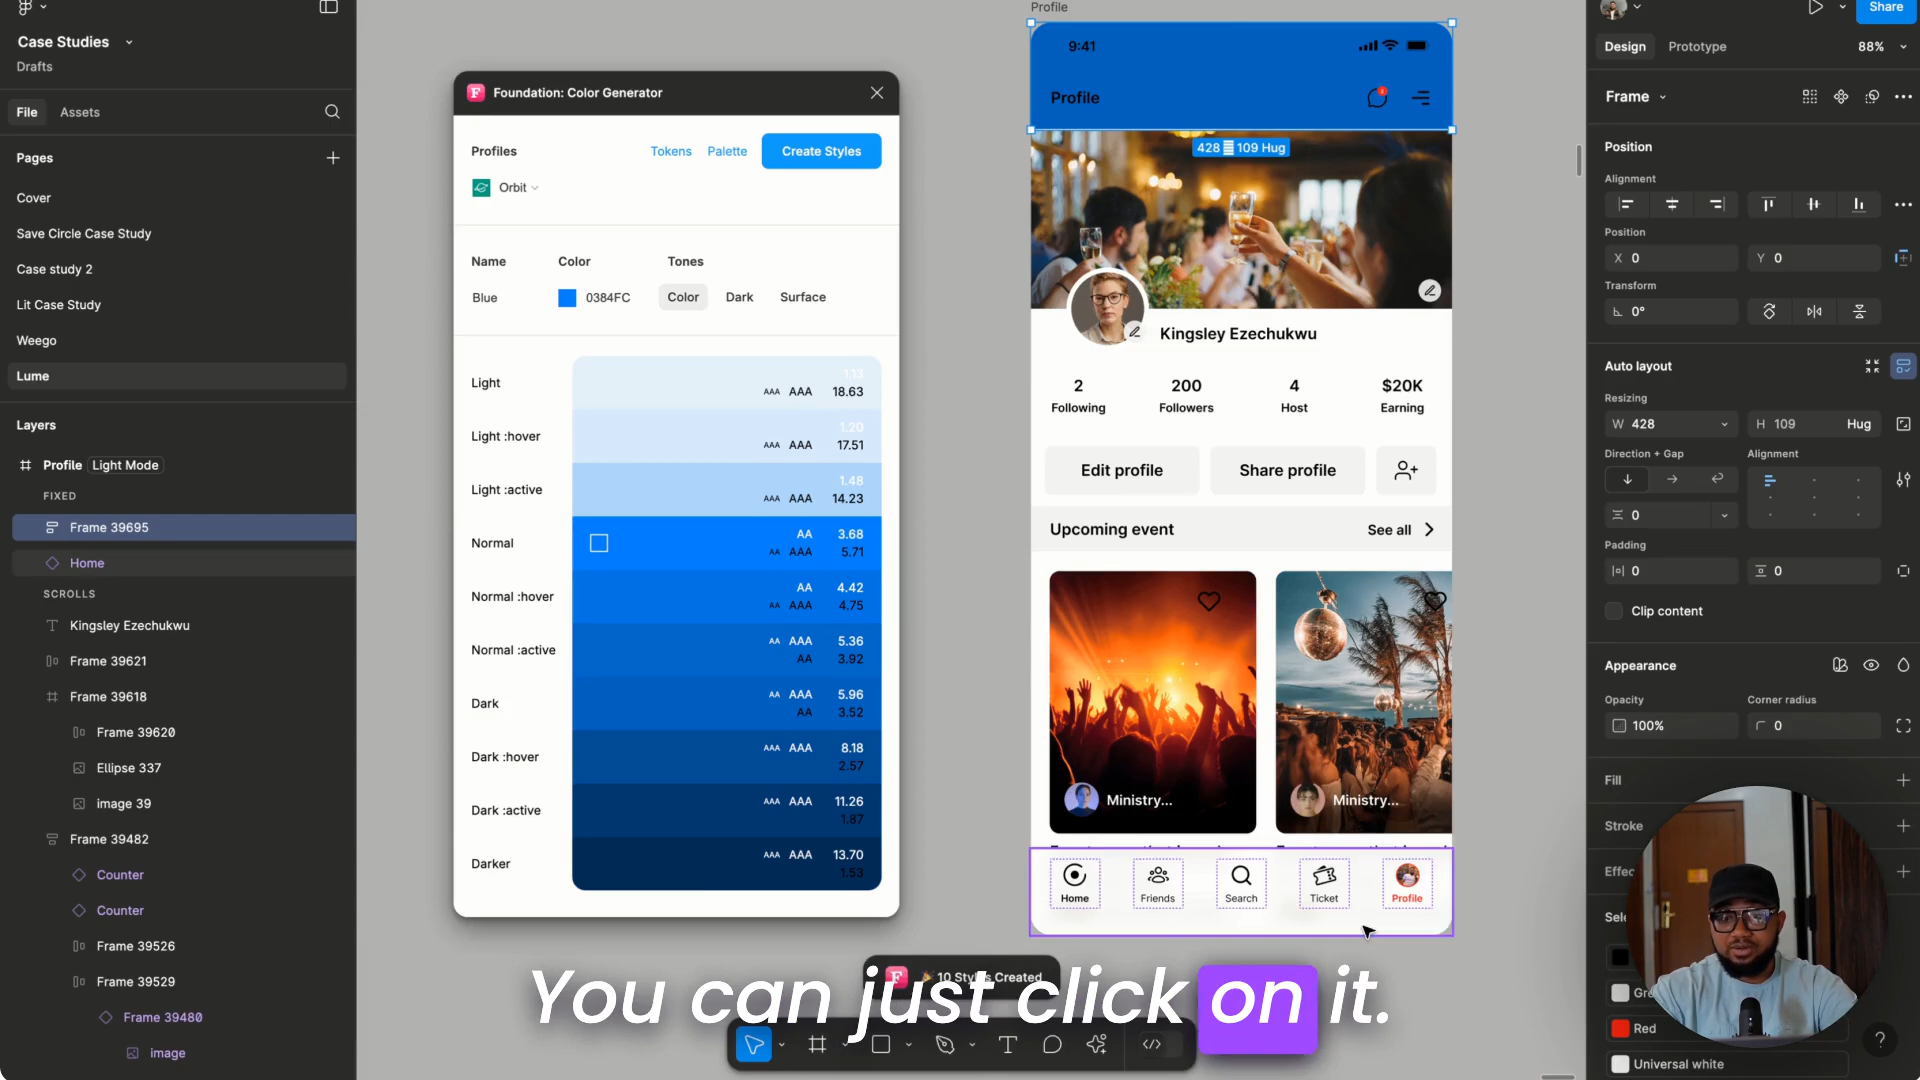 Case Studies
Drafts
File
Assets
Pages
Cover
Save Circle Case Study
Case study 2
Lit Case Study
Weego
Lume
Layers
Profile
Light Mode
FIXED
Frame 39695
Home
SCROLLS
Kingsley Ezechukwu
Frame 39621
Frame 39618
Frame 39620
Ellipse 337
image 39
Frame 39482
Counter
Counter
Frame 39526
Frame 39529
Frame 39480
image
F Foundation: Color Generator
Profiles
Tokens
Palette
Create Styles
Orbit
Name
Color
Tones
Blue
0384FC
Color
Dark
Surface
Light
1.13
AAA AAA 18.63
Light :hover
1.20
AAA AAA 17.51
Light :active
1.48
AAA AAA 14.23
Normal
AA 3.68
AA AAA 5.71
Normal :hover
AA 4.42
AA AAA 4.75
Normal :active
AA AAA 5.36
AA 3.92
Dark
AA AAA 5.96
AA 3.52
Dark :hover
AAA AAA 8.18
2.57
Dark :active
AAA AAA 11.26
1.87
Darker
AAA AAA 13.70
1.53
Profile
9:41
Profile
428 109 Hug
Kingsley Ezechukwu
2 200 4 $20K
Following Followers Host Earning
Edit profile
Share profile
Upcoming event
See all
Ministry...
Ministry...
Home
Friends
Search
Ticket
Profile
F 10 Styles Created
You can just click on it.
Share
Design
Prototype
88%
Frame
Position
Alignment
Position
X 0
Y 0
Transform
0°
Auto layout
Resizing
W 428
H 109 Hug
Direction + Gap
Alignment
0
Padding
0
0
Clip content
Appearance
Opacity
Corner radius
100%
0
Fill
Stroke
Red
Universal white
?